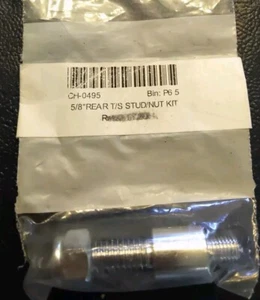 CH-0495 Bin: P6 5
5/8"REAR T/S STUD/NUT KIT